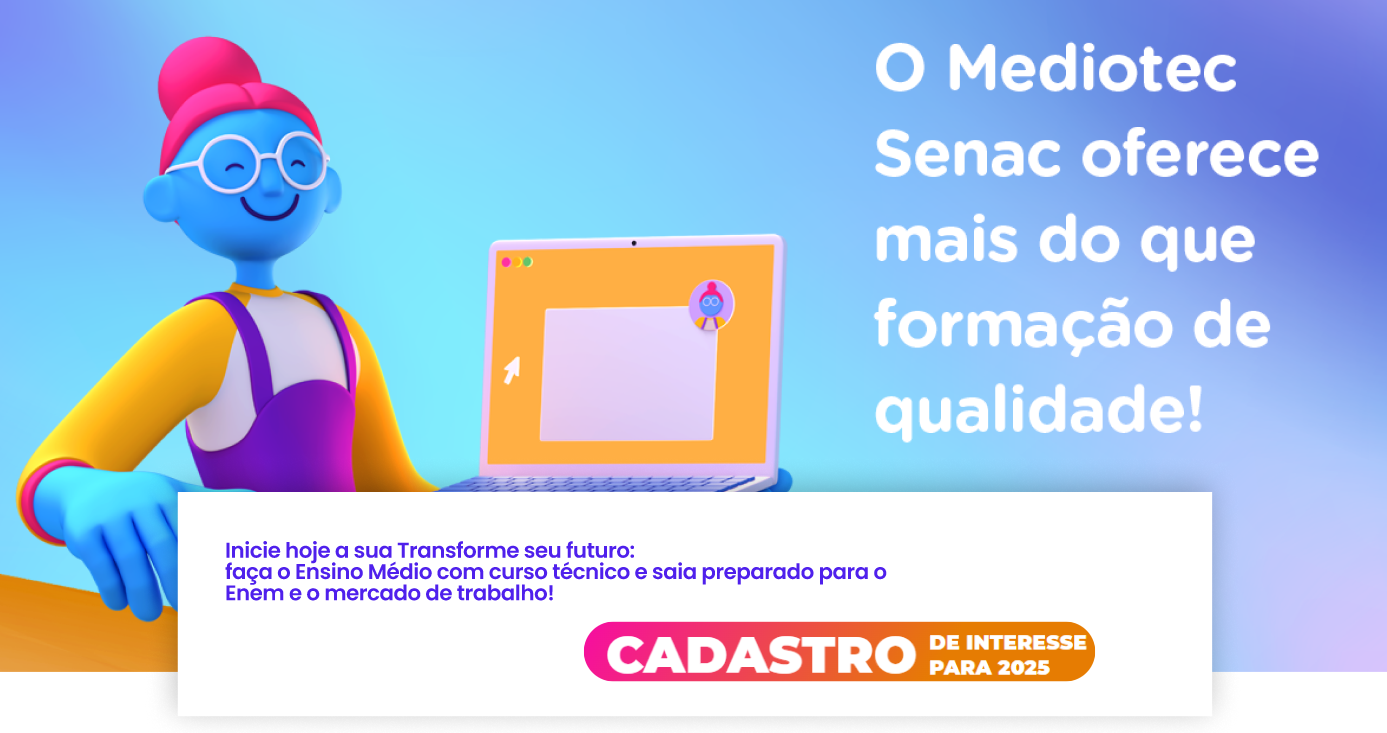 O Mediotec
Senac oferece
mais do que
formação de
qualidade!
Inicie hoje a sua Transforme seu futuro:
faça o Ensino Médio com curso técnico e saia preparado para o
Enem e o mercado de trabalho!
CADASTRO DE INTERESSE
PARA 2025